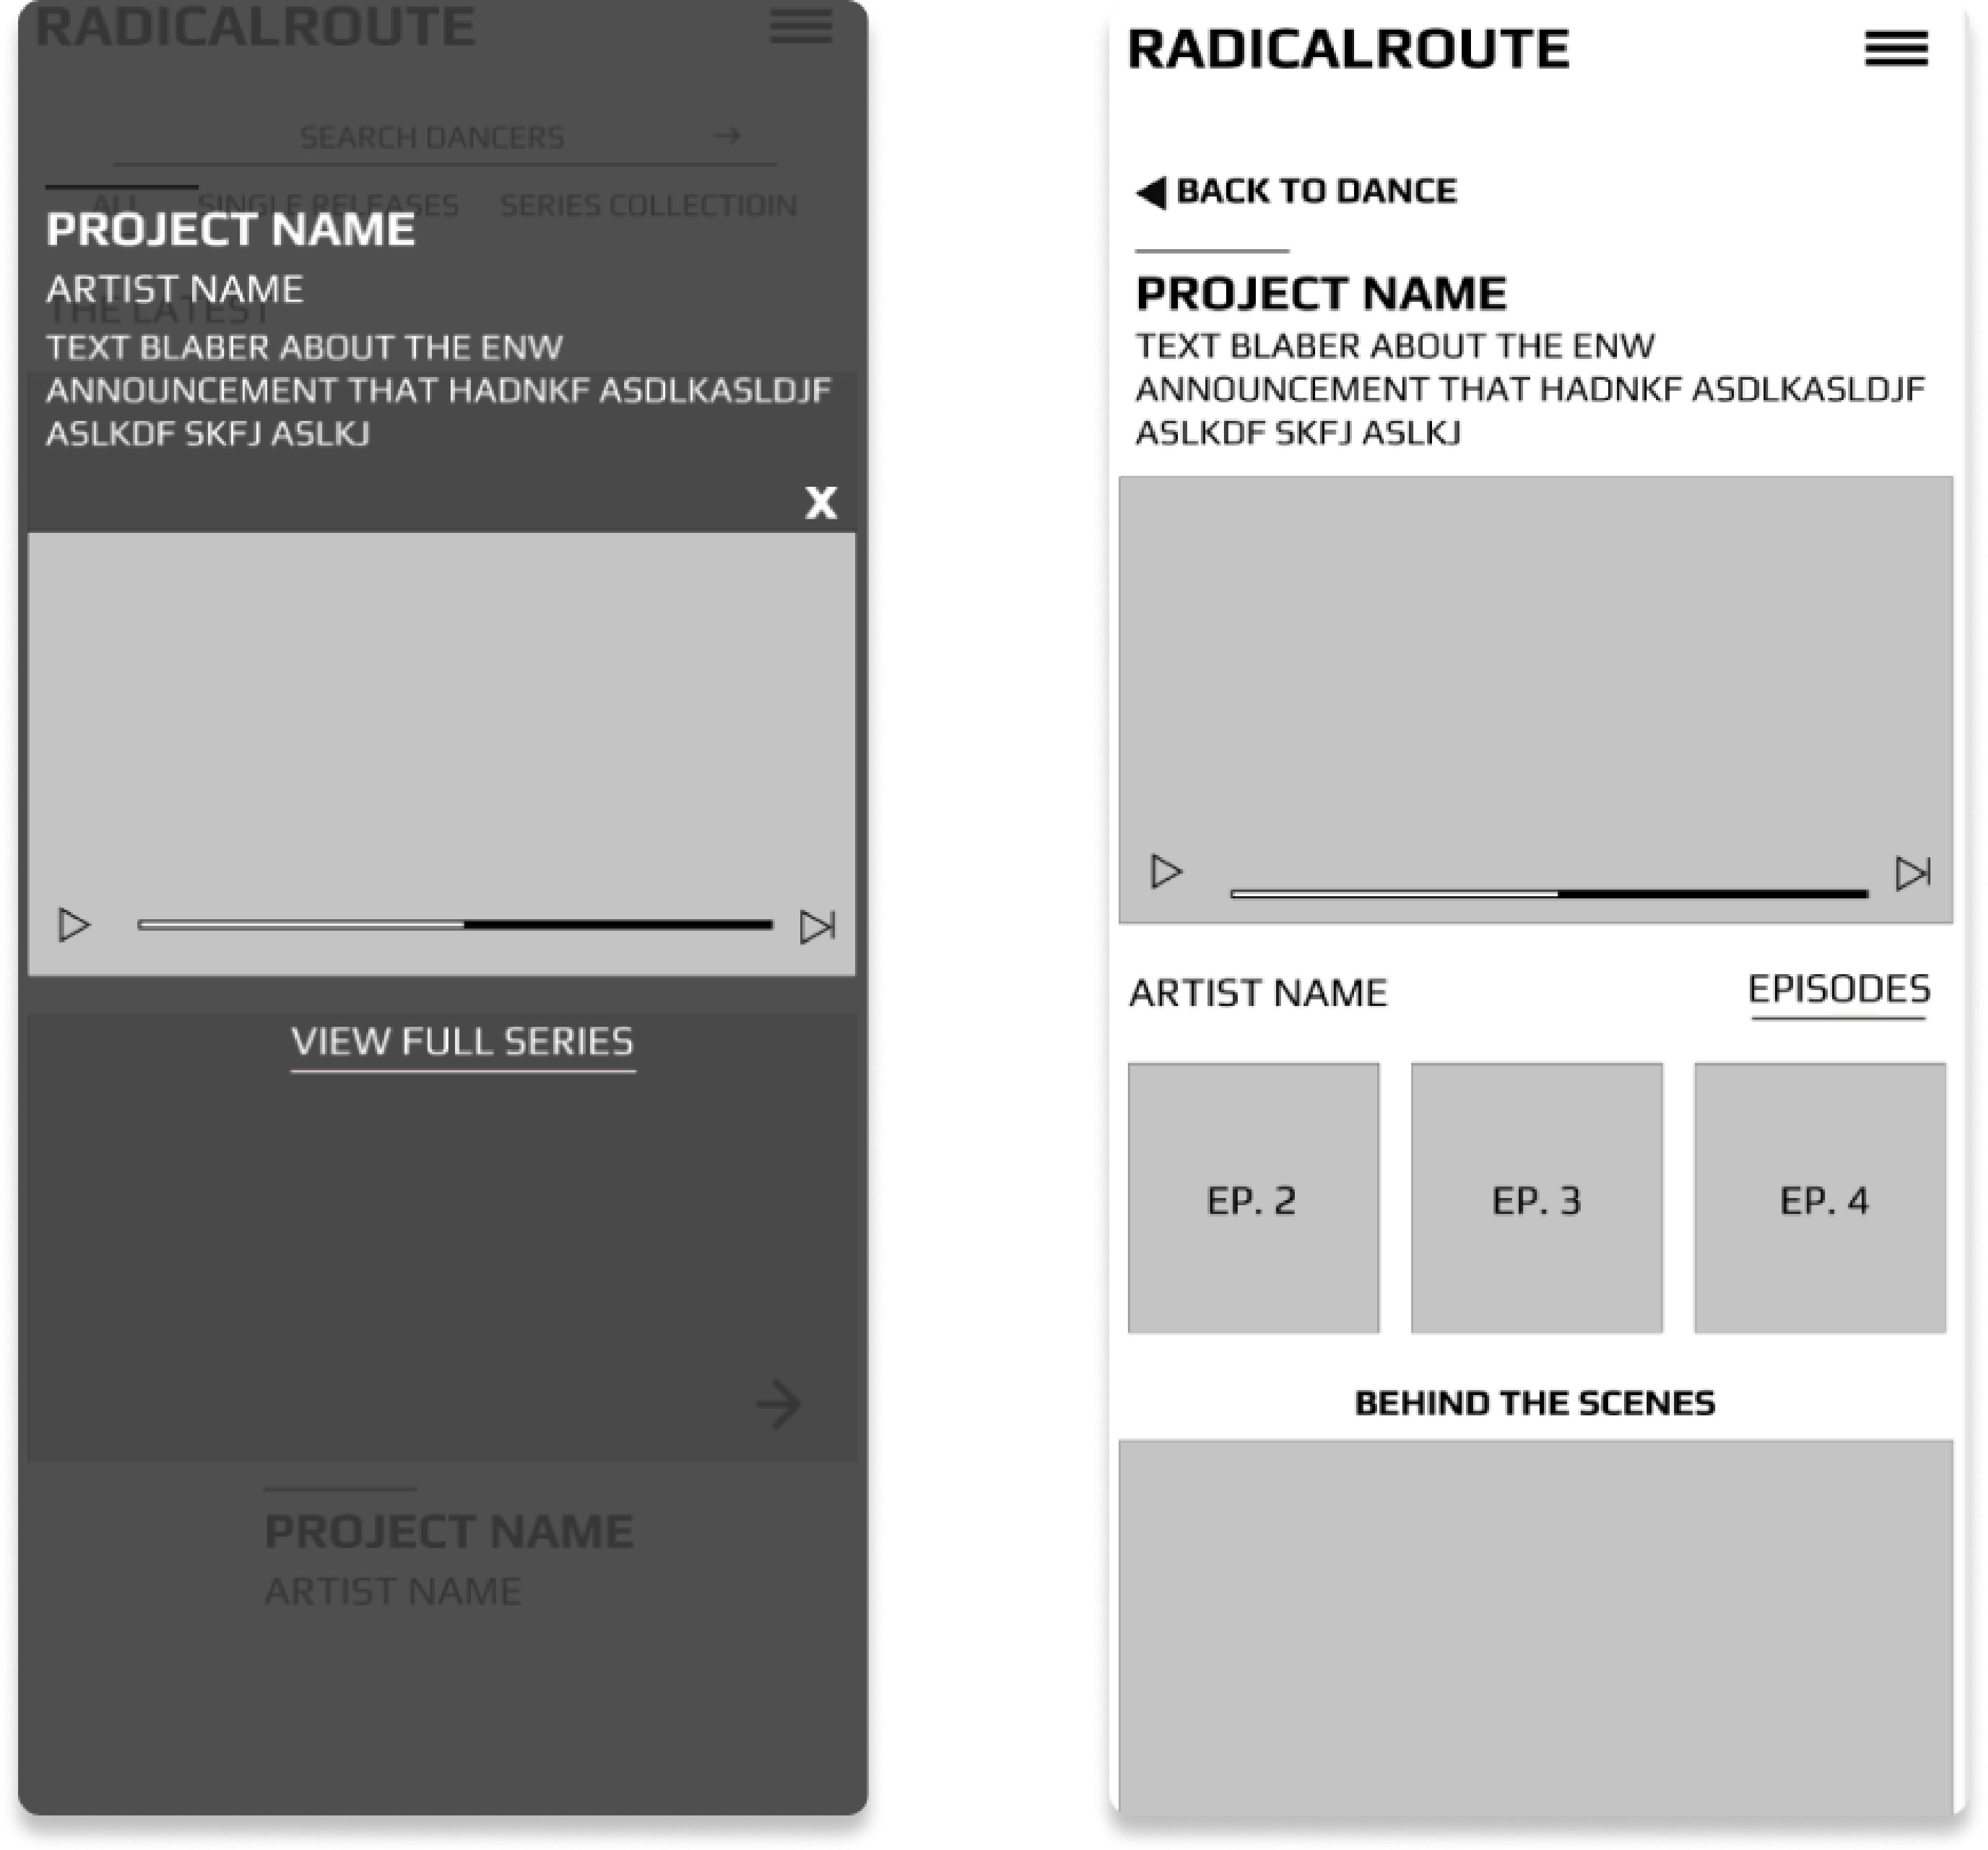 RADICALROUTE
SEARCH DANCERS →
ALL SINGLE RELEASES SERIES COLLECTIOIN
PROJECT NAME
ARTIST NAME
THE LATEST
TEXT BLABER ABOUT THE ENW
ANNOUNCEMENT THAT HADNKF ASDLKASLDJF
ASLKDF SKFJ ASLKJ
X
VIEW FULL SERIES
PROJECT NAME
ARTIST NAME
RADICALROUTE
BACK TO DANCE
PROJECT NAME
TEXT BLABER ABOUT THE ENW
ANNOUNCEMENT THAT HADNKF ASDLKASLDJF
ASLKDF SKFJ ASLKJ
ARTIST NAME EPISODES
EP. 2 EP. 3 EP. 4
BEHIND THE SCENES